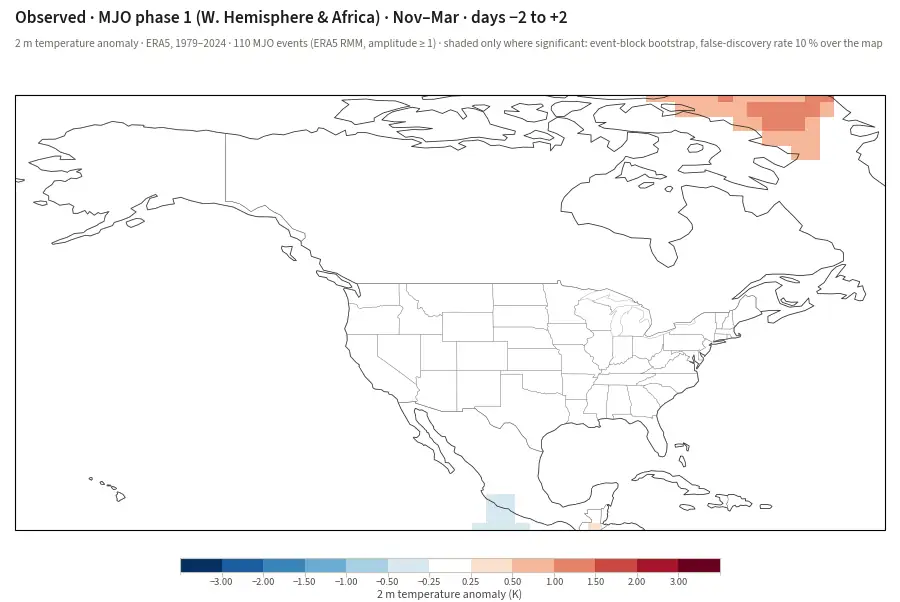 Observed · MJO phase 1 (W. Hemisphere & Africa) · Nov–Mar · days −2 to +2
2 m temperature anomaly · ERA5, 1979–2024 · 110 MJO events (ERA5 RMM, amplitude ≥ 1) · shaded only where significant: event-block bootstrap, false-discovery rate 10 % over the map
−3.00 −2.00 −1.50 −1.00 −0.50 −0.25 0.25 0.50 1.00 1.50 2.00 3.00
2 m temperature anomaly (K)